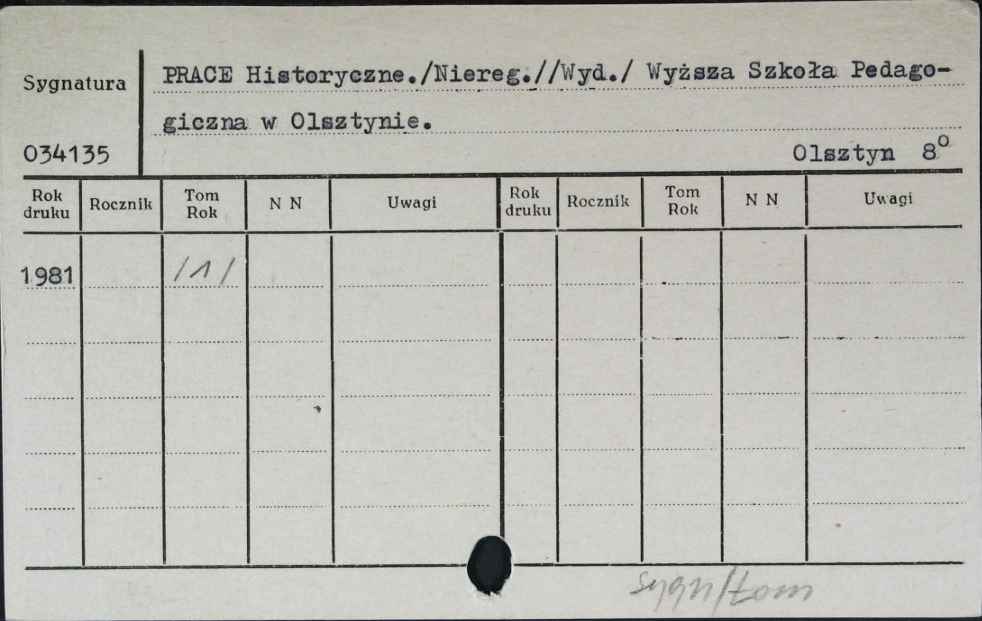 Sygnatura
034135
PRACE Historyczne./Niereg.//Wyd./ Wyższa Szkoła Pedago-
giczna w Olsztynie.
Olsztyn 8⁰
Rok druku Rocznik Tom Rok N N Uwagi Rok druku Rocznik Tom Rok N N Uwagi
1981 /1/
sygn/tom